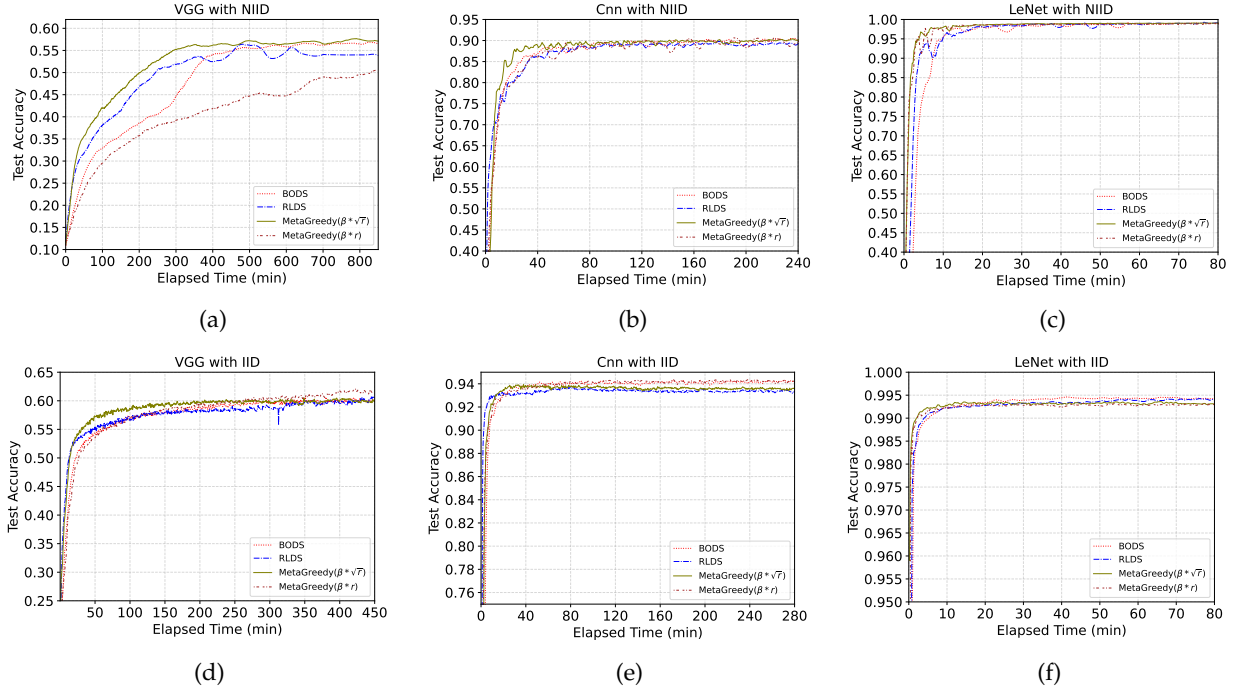 VGG with NIID
Test Accuracy
0.60
0.55
0.50
0.45
0.40
0.35
0.30
0.25
0.20
0.15
0.10
0 100 200 300 400 500 600 700 800
Elapsed Time (min)
BODS
RLDS
MetaGreedy(β*√r)
MetaGreedy(β*r)
(a)
Cnn with NIID
Test Accuracy
0.95
0.90
0.85
0.80
0.75
0.70
0.65
0.60
0.55
0.50
0.45
0.40
0 40 80 120 160 200 240
Elapsed Time (min)
BODS
RLDS
MetaGreedy(β*√r)
MetaGreedy(β*r)
(b)
LeNet with NIID
Test Accuracy
1.00
0.95
0.90
0.85
0.80
0.75
0.70
0.65
0.60
0.55
0.50
0.45
0.40
0 10 20 30 40 50 60 70 80
Elapsed Time (min)
BODS
RLDS
MetaGreedy(β*√r)
MetaGreedy(β*r)
(c)
VGG with IID
Test Accuracy
0.65
0.60
0.55
0.50
0.45
0.40
0.35
0.30
0.25
50 100 150 200 250 300 350 400 450
Elapsed Time (min)
BODS
RLDS
MetaGreedy(β*√r)
MetaGreedy(β*r)
(d)
Cnn with IID
Test Accuracy
0.94
0.92
0.90
0.88
0.86
0.84
0.82
0.80
0.78
0.76
0 40 80 120 160 200 240 280
Elapsed Time (min)
BODS
RLDS
MetaGreedy(β*√r)
MetaGreedy(β*r)
(e)
LeNet with IID
Test Accuracy
1.000
0.995
0.990
0.985
0.980
0.975
0.970
0.965
0.960
0.955
0.950
0 10 20 30 40 50 60 70 80
Elapsed Time (min)
BODS
RLDS
MetaGreedy(β*√r)
MetaGreedy(β*r)
(f)